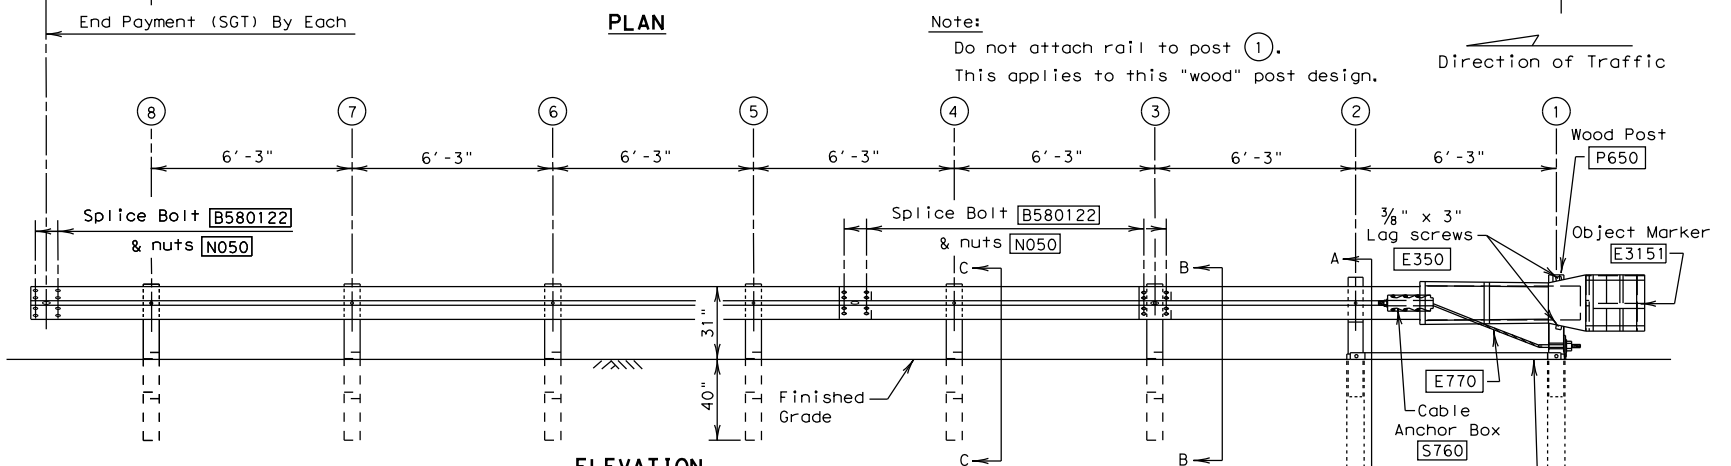 End Payment (SGT) By Each
PLAN
Note:
Do not attach rail to post 1.
This applies to this "wood" post design.
Direction of Traffic
8 7 6 5 4 3 2 1
6'-3" 6'-3" 6'-3" 6'-3" 6'-3" 6'-3" 6'-3"
Wood Post
P650
Splice Bolt B580122
& nuts N050
Splice Bolt B580122
& nuts N050
3/8" x 3"
Lag screws
E350
Object Marker
E3151
C
B
A
31"
40"
Finished
Grade
E770
Cable
Anchor Box
S760
C
B
ELEVATION